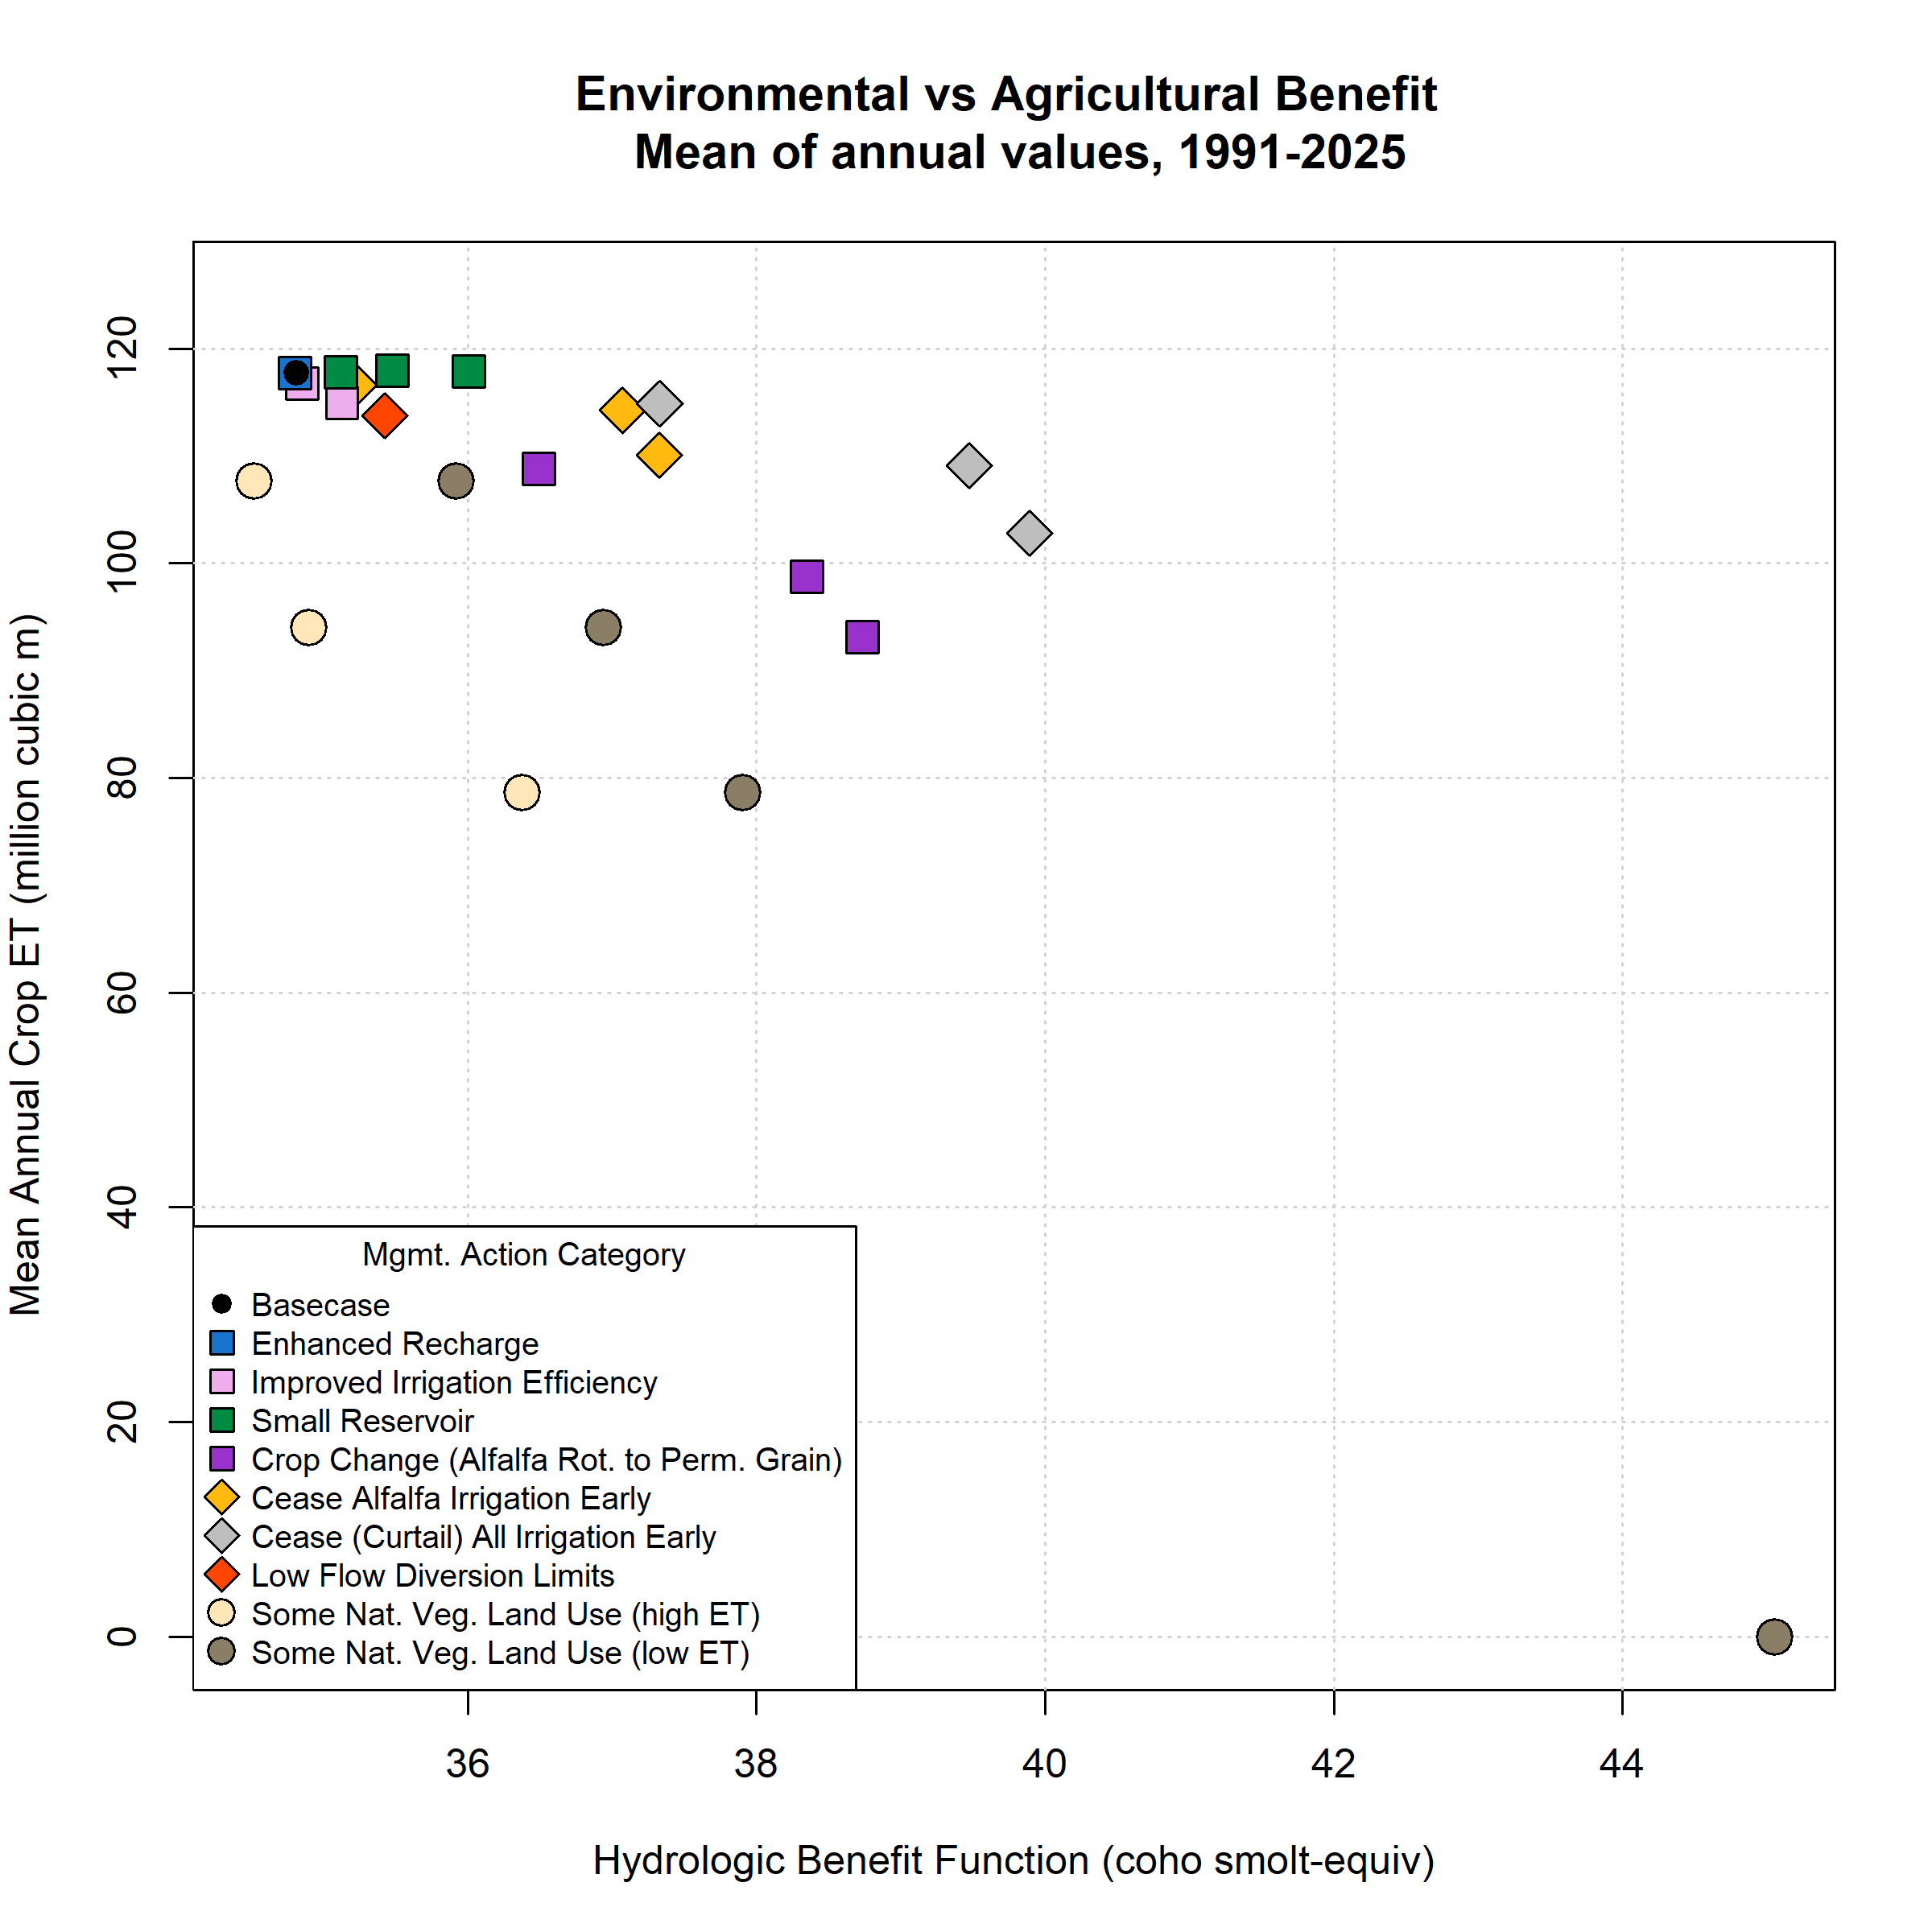 Environmental vs Agricultural Benefit
Mean of annual values, 1991-2025
Mean Annual Crop ET (million cubic m)
120
100
80
60
40
20
0
Mgmt. Action Category
Basecase
Enhanced Recharge
Improved Irrigation Efficiency
Small Reservoir
Crop Change (Alfalfa Rot. to Perm. Grain)
Cease Alfalfa Irrigation Early
Cease (Curtail) All Irrigation Early
Low Flow Diversion Limits
Some Nat. Veg. Land Use (high ET)
Some Nat. Veg. Land Use (low ET)
36 38 40 42 44
Hydrologic Benefit Function (coho smolt-equiv)